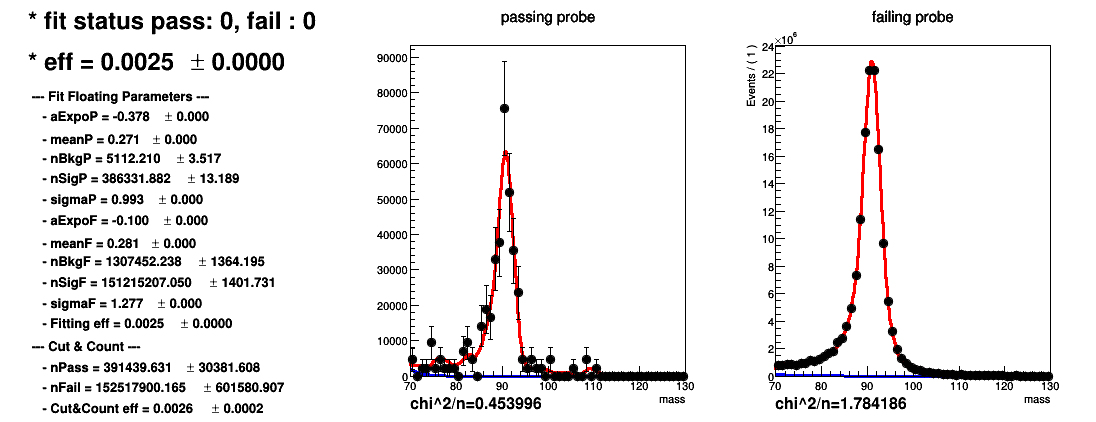 * fit status pass: 0, fail : 0
* eff = 0.0025 ± 0.0000
--- Fit Floating Parameters ---
- aExpoP = -0.378 ± 0.000
- meanP = 0.271 ± 0.000
- nBkgP = 5112.210 ± 3.517
- nSigP = 386331.882 ± 13.189
- sigmaP = 0.993 ± 0.000
- aExpoF = -0.100 ± 0.000
- meanF = 0.281 ± 0.000
- nBkgF = 1307452.238 ± 1364.195
- nSigF = 151215207.050 ± 1401.731
- sigmaF = 1.277 ± 0.000
- Fitting eff = 0.0025 ± 0.0000
--- Cut & Count ---
- nPass = 391439.631 ± 30381.608
- nFail = 152517900.165 ± 601580.907
- Cut&Count eff = 0.0026 ± 0.0002
passing probe
90000
80000
70000
60000
50000
40000
30000
20000
10000
0
70 80 90 100 110 120 130
mass
chi^2/n=0.453996
failing probe
×10^6
Events / ( 1 )
24
22
20
18
16
14
12
10
8
6
4
2
0
70 80 90 100 110 120 130
mass
chi^2/n=1.784186